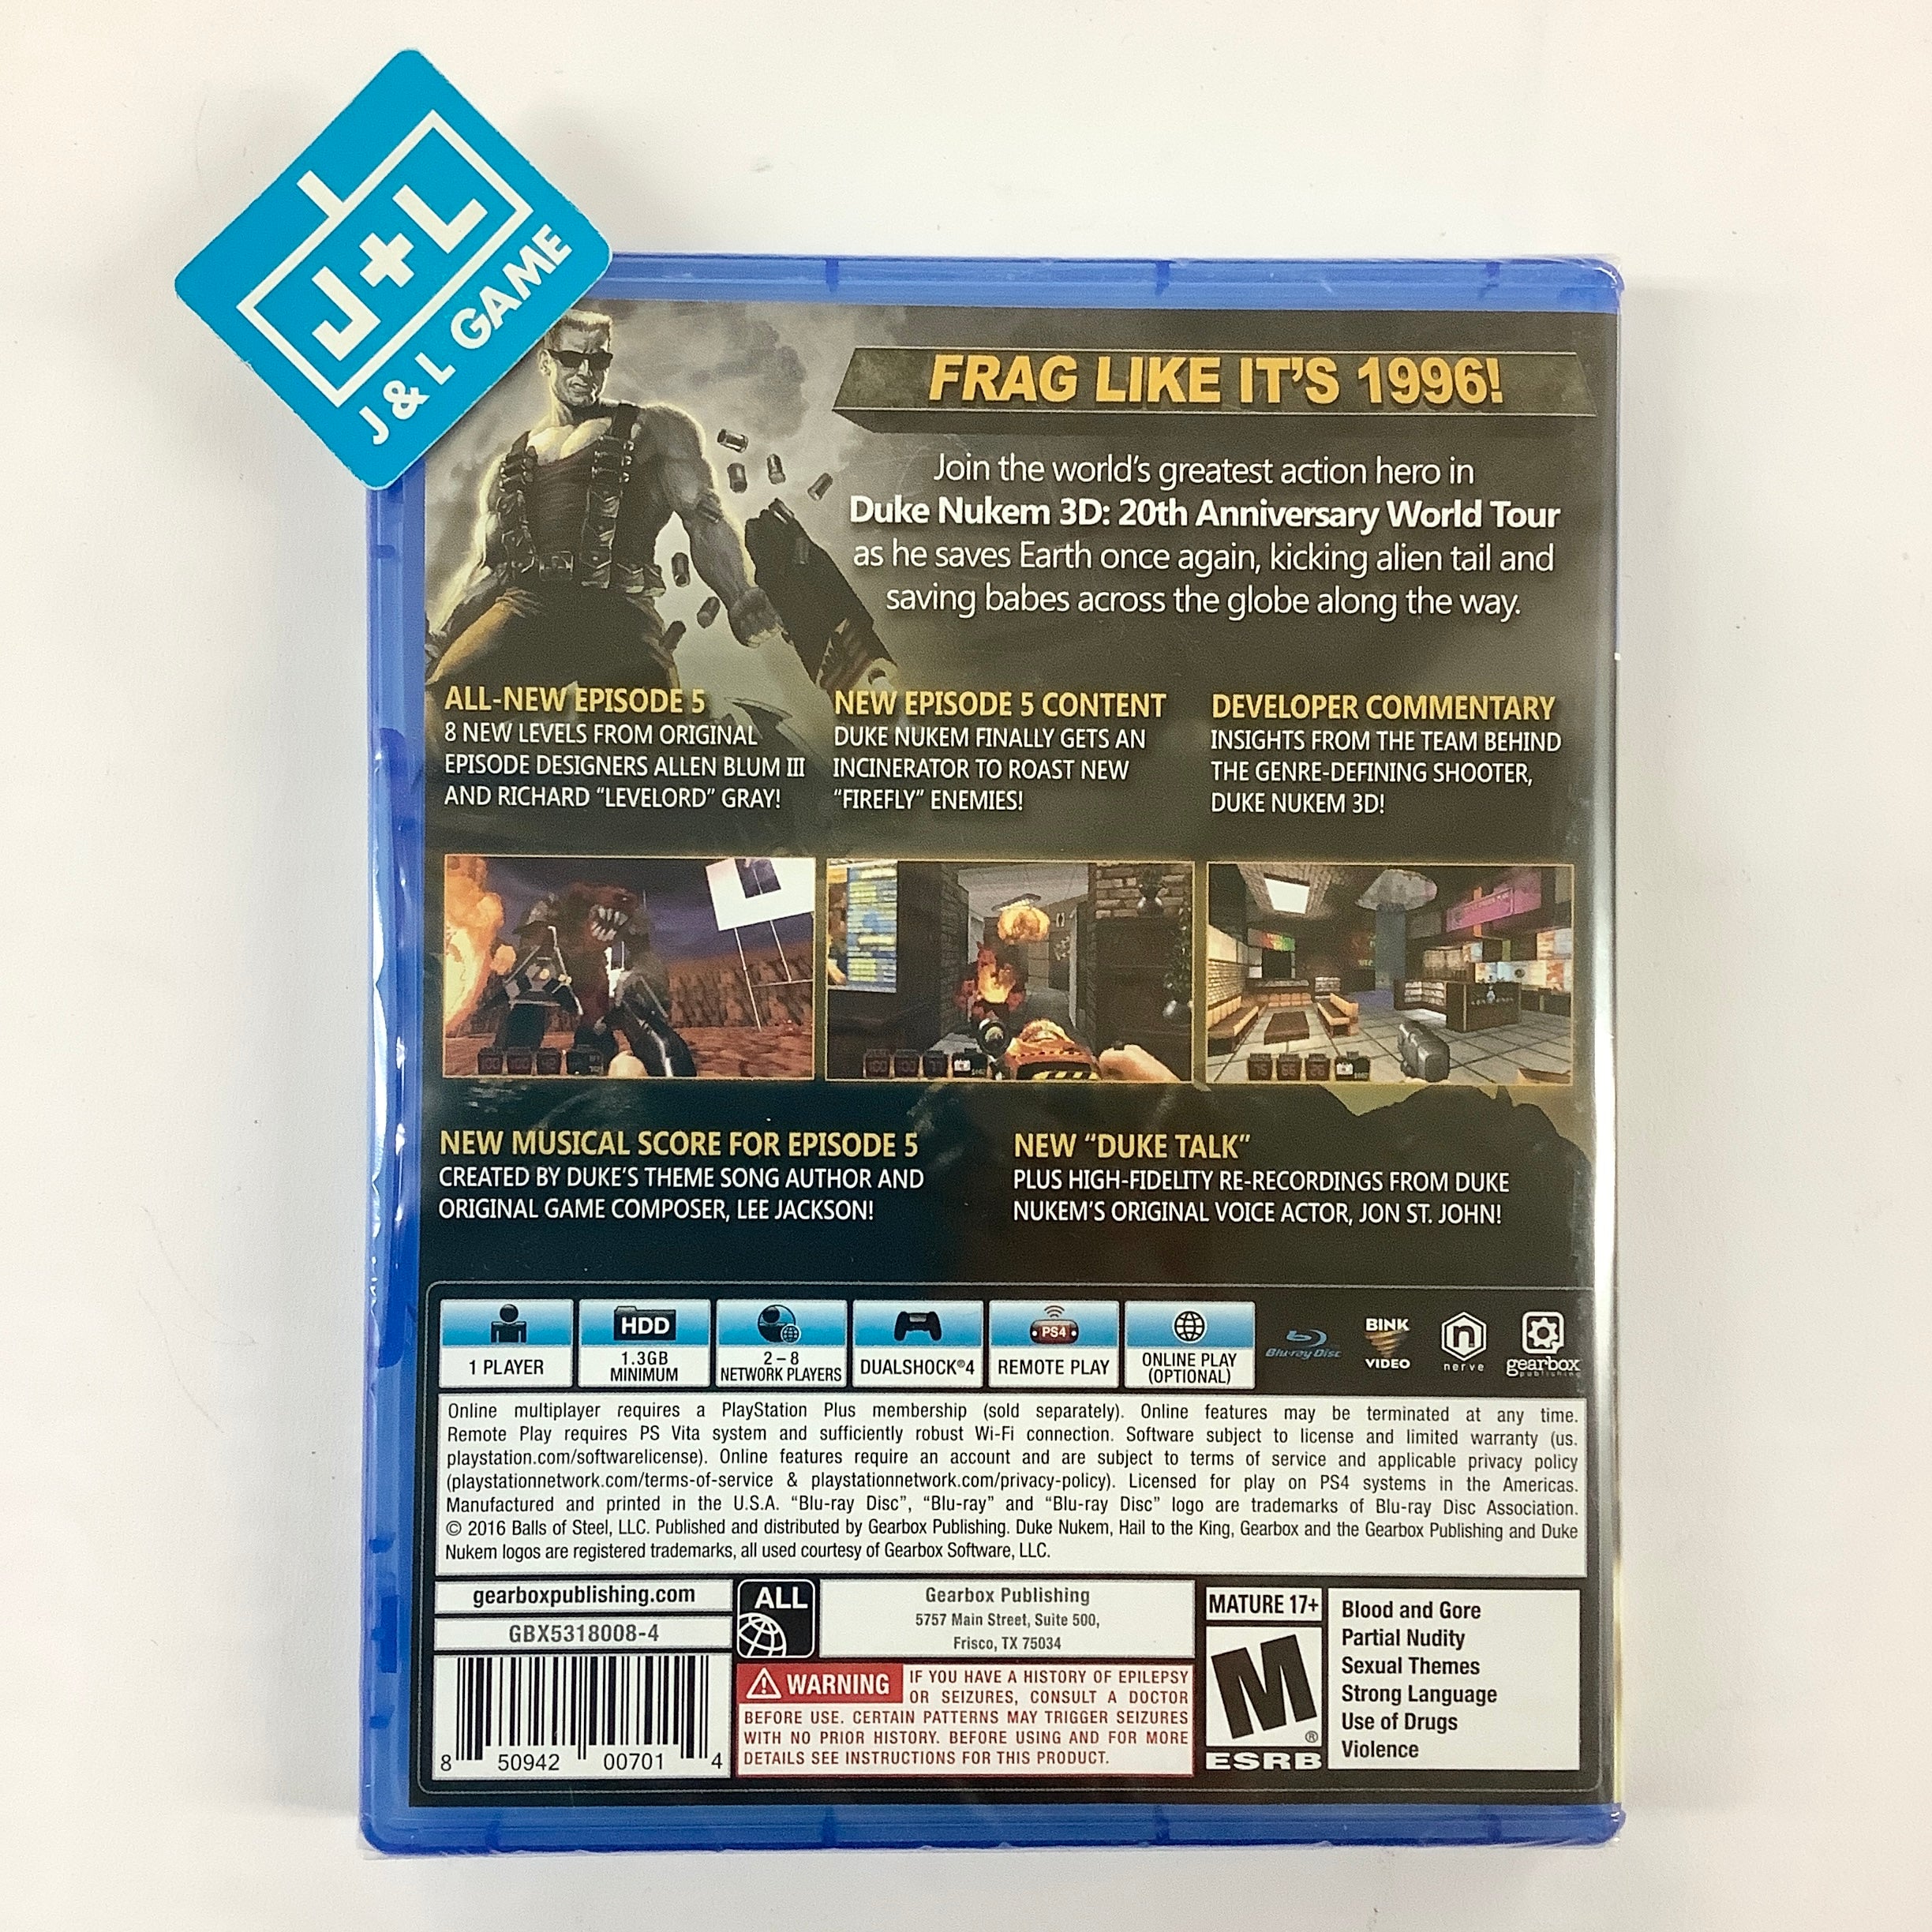 J+L
J & L GAME
FRAG LIKE IT'S 1996!
Join the world's greatest action hero in
Duke Nukem 3D: 20th Anniversary World Tour
as he saves Earth once again, kicking alien tail and
saving babes across the globe along the way.
ALL-NEW EPISODE 5
8 NEW LEVELS FROM ORIGINAL
EPISODE DESIGNERS ALLEN BLUM III
AND RICHARD “LEVELORD” GRAY!
NEW EPISODE 5 CONTENT
DUKE NUKEM FINALLY GETS AN
INCINERATOR TO ROAST NEW
“FIREFLY” ENEMIES!
DEVELOPER COMMENTARY
INSIGHTS FROM THE TEAM BEHIND
THE GENRE-DEFINING SHOOTER,
DUKE NUKEM 3D!
NEW MUSICAL SCORE FOR EPISODE 5
CREATED BY DUKE'S THEME SONG AUTHOR AND
ORIGINAL GAME COMPOSER, LEE JACKSON!
NEW “DUKE TALK”
PLUS HIGH-FIDELITY RE-RECORDINGS FROM DUKE
NUKEM'S ORIGINAL VOICE ACTOR, JON ST. JOHN!
1 PLAYER
HDD
1.3GB
MINIMUM
2 – 8
NETWORK PLAYERS
DUALSHOCK®4
PS4
REMOTE PLAY
ONLINE PLAY
(OPTIONAL)
Blu-ray Disc
BINK
VIDEO
n
nerve
gearbox
publishing
Online multiplayer requires a PlayStation Plus membership (sold separately). Online features may be terminated at any time.
Remote Play requires PS Vita system and sufficiently robust Wi-Fi connection. Software subject to license and limited warranty (us.
playstation.com/softwarelicense). Online features require an account and are subject to terms of service and applicable privacy policy
(playstationnetwork.com/terms-of-service & playstationnetwork.com/privacy-policy). Licensed for play on PS4 systems in the Americas.
Manufactured and printed in the U.S.A. “Blu-ray Disc”, “Blu-ray” and “Blu-ray Disc” logo are trademarks of Blu-ray Disc Association.
© 2016 Balls of Steel, LLC. Published and distributed by Gearbox Publishing. Duke Nukem, Hail to the King, Gearbox and the Gearbox Publishing and Duke
Nukem logos are registered trademarks, all used courtesy of Gearbox Software, LLC.
gearboxpublishing.com
GBX5318008-4
8 50942 00701 4
ALL
Gearbox Publishing
5757 Main Street, Suite 500,
Frisco, TX 75034
WARNING IF YOU HAVE A HISTORY OF EPILEPSY
OR SEIZURES, CONSULT A DOCTOR
BEFORE USE. CERTAIN PATTERNS MAY TRIGGER SEIZURES
WITH NO PRIOR HISTORY. BEFORE USING AND FOR MORE
DETAILS SEE INSTRUCTIONS FOR THIS PRODUCT.
MATURE 17+
M
®
ESRB
Blood and Gore
Partial Nudity
Sexual Themes
Strong Language
Use of Drugs
Violence